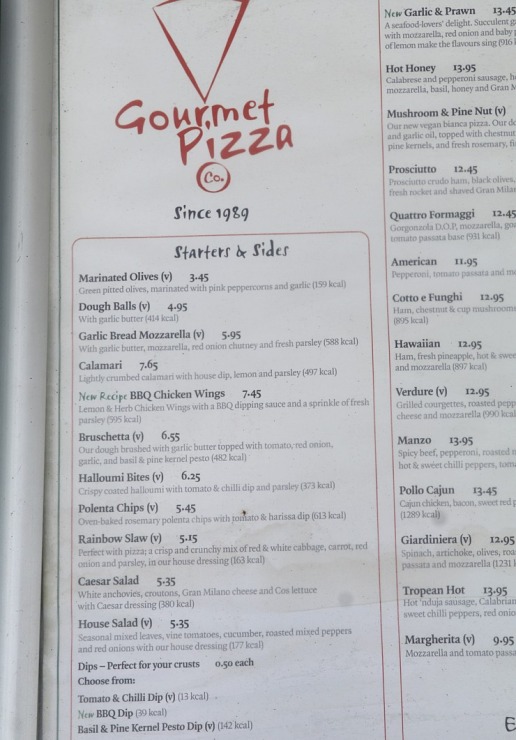 Gourmet
Pizza
Co.
Since 1989
Starters & Sides
Marinated Olives (v) 3.45
Green pitted olives, marinated with pink peppercorns and garlic (159 kcal)
Dough Balls (v) 4.95
With garlic butter (414 kcal)
Garlic Bread Mozzarella (v) 5.95
With garlic butter, mozzarella, red onion chutney and fresh parsley (588 kcal)
Calamari 7.65
Lightly crumbed calamari with house dip, lemon and parsley (497 kcal)
New Recipe BBQ Chicken Wings 7.45
Lemon & Herb Chicken Wings with a BBQ dipping sauce and a sprinkle of fresh
parsley (595 kcal)
Bruschetta (v) 6.55
Our dough brushed with garlic butter topped with tomato, red onion,
garlic, and basil & pine kernel pesto (482 kcal)
Halloumi Bites (v) 6.25
Crispy coated halloumi with tomato & chilli dip and parsley (373 kcal)
Polenta Chips (v) 5.45
Oven-baked rosemary polenta chips with tomato & harissa dip (613 kcal)
Rainbow Slaw (v) 5.15
Perfect with pizza; a crisp and crunchy mix of red & white cabbage, carrot, red
onion and parsley, in our house dressing (163 kcal)
Caesar Salad 5.35
White anchovies, croutons, Gran Milano cheese and Cos lettuce
with Caesar dressing (380 kcal)
House Salad (v) 5.35
Seasonal mixed leaves, vine tomatoes, cucumber, roasted mixed peppers
and red onions with our house dressing (177 kcal)
Dips – Perfect for your crusts 0.50 each
Choose from:
Tomato & Chilli Dip (v) (13 kcal)
New BBQ Dip (39 kcal)
Basil & Pine Kernel Pesto Dip (v) (142 kcal)
New Garlic & Prawn 13.45
A seafood-lovers' delight. Succulent
with mozzarella, red onion and baby
of lemon make the flavours sing (916
Hot Honey 13.95
Calabrese and pepperoni sausage,
mozzarella, basil, honey and Gran
Mushroom & Pine Nut (v)
Our new vegan bianca pizza. Our
and garlic oil, topped with chestnut
pine kernels, and fresh rosemary,
Prosciutto 12.45
Prosciutto crudo ham, black olives,
fresh rocket and shaved Gran
Quattro Formaggi 12.45
Gorgonzola D.O.P, mozzarella,
tomato passata base (931 kcal)
American 11.95
Pepperoni, tomato passata and
Cotto e Funghi 12.95
Ham, chestnut & cup mushrooms
(895 kcal)
Hawaiian 12.95
Ham, fresh pineapple, hot &
and mozzarella (897 kcal)
Verdure (v) 12.95
Grilled courgettes, roasted
cheese and mozzarella (990
Manzo 13.95
Spicy beef, pepperoni, roasted
hot & sweet chilli peppers,
Pollo Cajun 13.45
Cajun chicken, bacon, sweet red
(1289 kcal)
Giardiniera (v) 12.95
Spinach, artichoke, olives,
passata and mozzarella (1231
Tropean Hot 13.95
Hot 'nduja sausage, Calabrian
sweet chilli peppers, red
Margherita (v) 9.95
Mozzarella and tomato